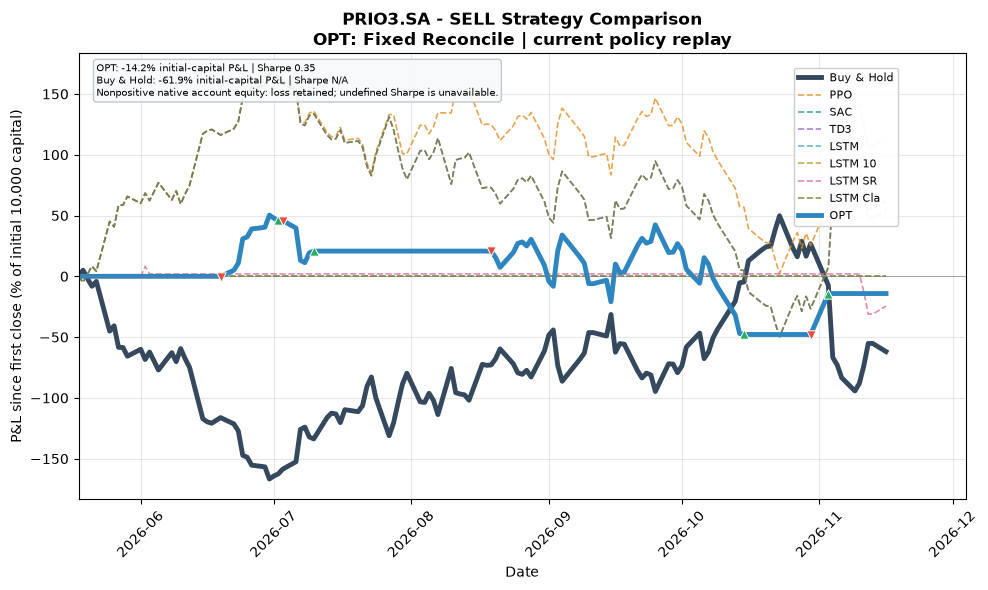 PRIO3.SA - SELL Strategy Comparison
OPT: Fixed Reconcile | current policy replay
OPT: -14.2% initial-capital P&L | Sharpe 0.35
Buy & Hold: -61.9% initial-capital P&L | Sharpe N/A
Nonpositive native account equity: loss retained; undefined Sharpe is unavailable.
Buy & Hold
PPO
SAC
TD3
LSTM
LSTM 10
LSTM SR
LSTM Cla
OPT
P&L since first close (% of initial 10,000 capital)
150
100
50
0
−50
−100
−150
2026-06
2026-07
2026-08
2026-09
2026-10
2026-11
2026-12
Date